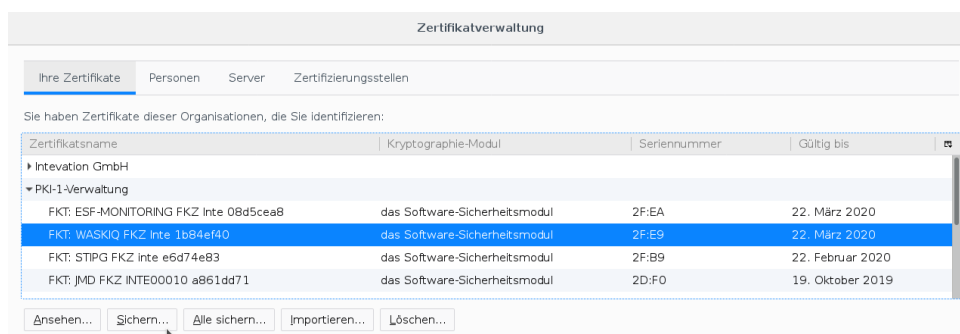 Zertifikatverwaltung
Ihre Zertifikate Personen Server Zertifizierungsstellen
Sie haben Zertifikate dieser Organisationen, die Sie identifizieren:
Zertifikatsname Kryptographie-Modul Seriennummer Gültig bis
Intevation GmbH
PKI-1-Verwaltung
FKT: ESF-MONITORING FKZ Inte 08d5cea8 das Software-Sicherheitsmodul 2F:EA 22. März 2020
FKT: WASKIQ FKZ Inte 1b84ef40 das Software-Sicherheitsmodul 2F:E9 22. März 2020
FKT: STIPG FKZ inte e6d74e83 das Software-Sicherheitsmodul 2F:B9 22. Februar 2020
FKT: JMD FKZ INTE00010 a861dd71 das Software-Sicherheitsmodul 2D:F0 19. Oktober 2019
Ansehen... Sichern... Alle sichern... Importieren... Löschen...